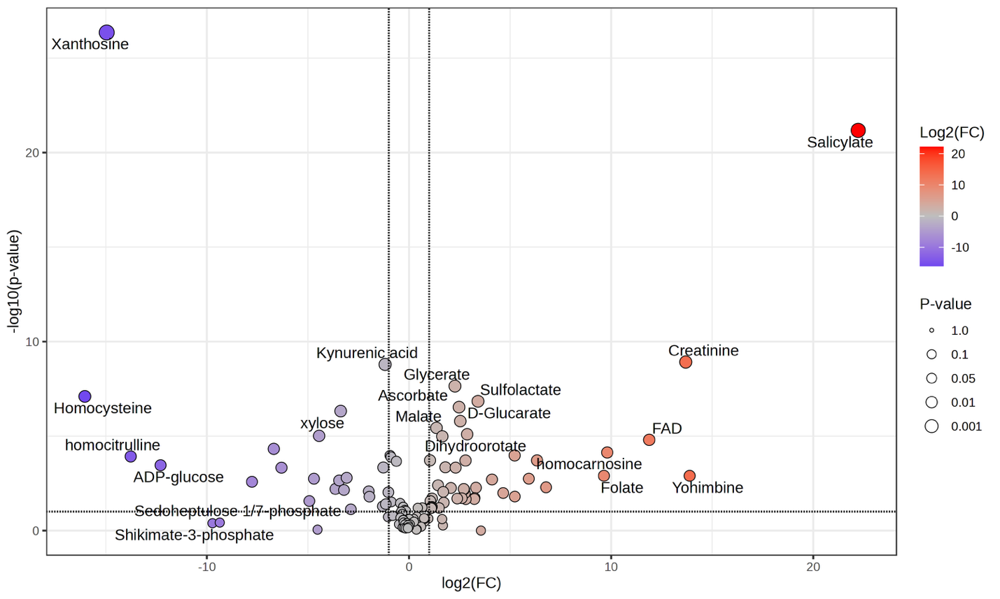 Xanthosine
Salicylate
Kynurenic acid
Creatinine
Glycerate
Sulfolactate
Ascorbate
Homocysteine
D-Glucarate
Malate
xylose
FAD
homocitrulline
Dihydroorotate
homocarnosine
ADP-glucose
Folate
Yohimbine
Sedoheptulose 1/7-phosphate
Shikimate-3-phosphate
20
10
0
-10
0
10
20
log2(FC)
-log10(p-value)
Log2(FC)
20
10
0
-10
P-value
1.0
0.1
0.05
0.01
0.001